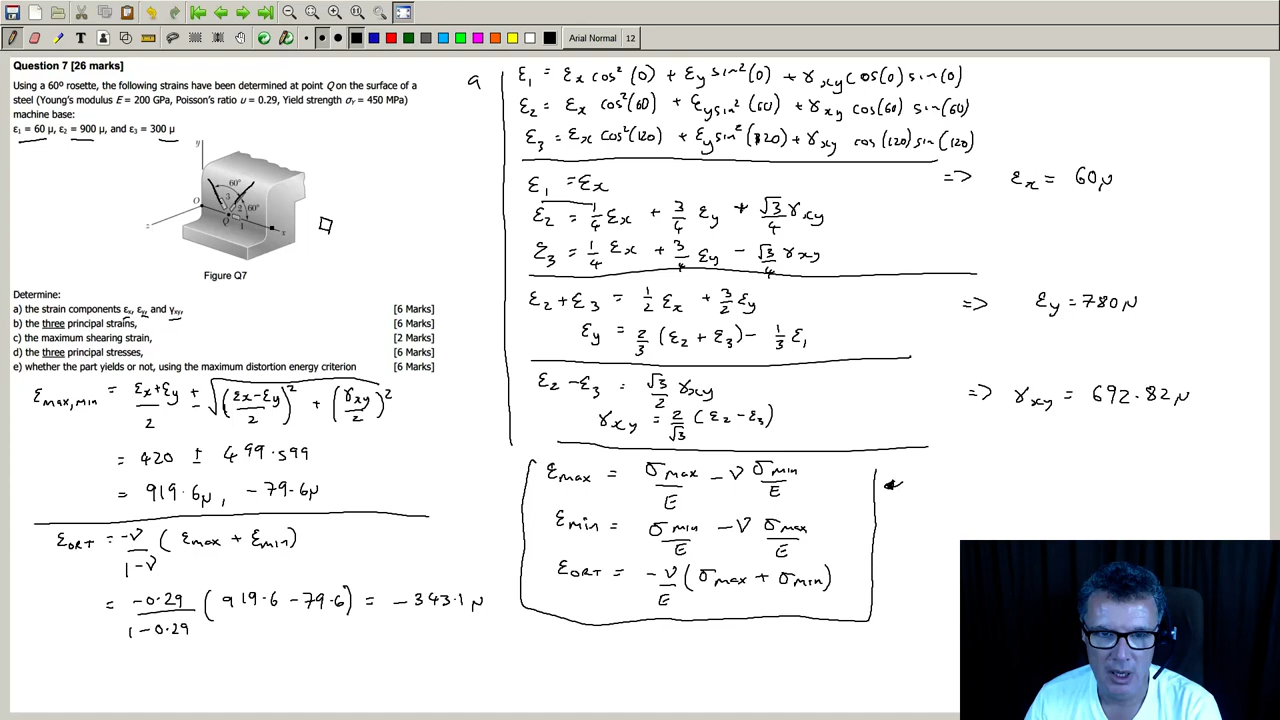 Arial Normal 12
Question 7 [26 marks]
Using a 60º rosette, the following strains have been determined at point Q on the surface of a
steel (Young's modulus E = 200 GPa, Poisson's ratio υ = 0.29, Yield strength σY = 450 MPa)
machine base:
ε1 = 60 μ, ε2 = 900 μ, and ε3 = 300 μ
y
60°
3
2
60°
O
Q
1
z
x
Figure Q7
Determine:
a) the strain components εx, εy, and γxy, [6 Marks]
b) the three principal strains, [6 Marks]
c) the maximum shearing strain, [2 Marks]
d) the three principal stresses, [6 Marks]
e) whether the part yields or not, using the maximum distortion energy criterion [6 Marks]
εmax,min = (εx+εy)/2 ± √((εx-εy)/2)² + (γxy/2)²
= 420 ± 499.599
= 919.6μ, -79.6μ
εORT = -ν/(1-ν) (εmax + εmin)
= -0.29/(1-0.29) (919.6 - 79.6) = -343.1μ
a
ε1 = εx cos²(0) + εy sin²(0) + γxy cos(0) sin(0)
ε2 = εx cos²(60) + εy sin²(60) + γxy cos(60) sin(60)
ε3 = εx cos²(120) + εy sin²(120) + γxy cos(120) sin(120)
ε1 = εx => εx = 60μ
ε2 = 1/4 εx + 3/4 εy + √3/4 γxy
ε3 = 1/4 εx + 3/4 εy - √3/4 γxy
ε2 + ε3 = 1/2 εx + 3/2 εy => εy = 780μ
εy = 2/3 (ε2 + ε3) - 1/3 ε1
ε2 - ε3 = √3/2 γxy => γxy = 692.82μ
γxy = 2/√3 (ε2 - ε3)
εmax = σmax/E - ν σmin/E
εmin = σmin/E - ν σmax/E
εORT = -ν/E (σmax + σmin)